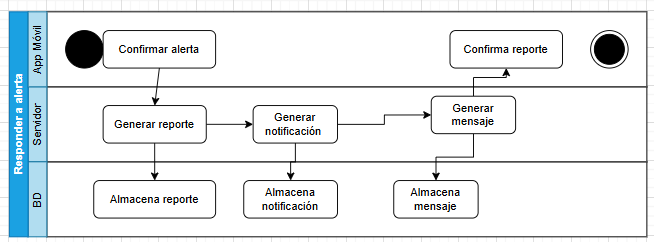 Responder a alerta
App Móvil
Confirmar alerta
Confirma reporte
Servidor
Generar reporte
Generar
notificación
Generar
mensaje
BD
Almacena reporte
Almacena
notificación
Almacena
mensaje